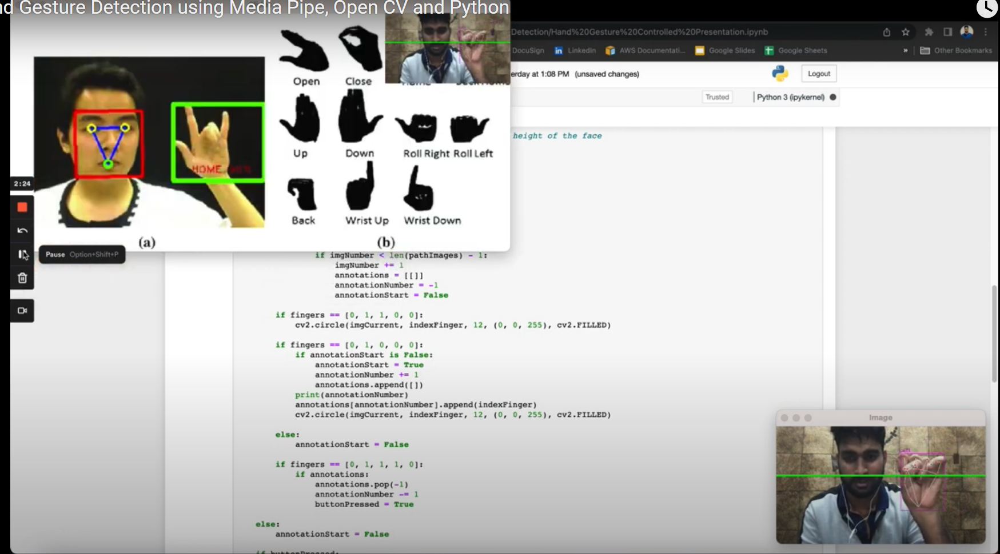 nd Gesture Detection using Media Pipe, Open CV and Python
Detection/Hand%20Gesture%20Controlled%20Presentation.ipynb
DocuSign
in LinkedIn
AWS Documentati...
Google Slides
Google Sheets
»
Other Bookmarks
erday at 1:08 PM (unsaved changes)
Logout
Trusted
Python 3 (ipykernel)
Open
Close
Up
Down
Roll Right
Roll Left
Back
Wrist Up
Wrist Down
HOME
(a)
(b)
2:24
Pause Option+Shift+P
height of the face
if imgNumber < len(pathImages) - 1:
imgNumber += 1
annotations = [[]]
annotationNumber = -1
annotationStart = False
if fingers == [0, 1, 1, 0, 0]:
cv2.circle(imgCurrent, indexFinger, 12, (0, 0, 255), cv2.FILLED)
if fingers == [0, 1, 0, 0, 0]:
if annotationStart is False:
annotationStart = True
annotationNumber += 1
annotations.append([])
print(annotationNumber)
annotations[annotationNumber].append(indexFinger)
cv2.circle(imgCurrent, indexFinger, 12, (0, 0, 255), cv2.FILLED)
else:
annotationStart = False
if fingers == [0, 1, 1, 1, 0]:
if annotations:
annotations.pop(-1)
annotationNumber -= 1
buttonPressed = True
else:
annotationStart = False
if buttonPressed:
Image